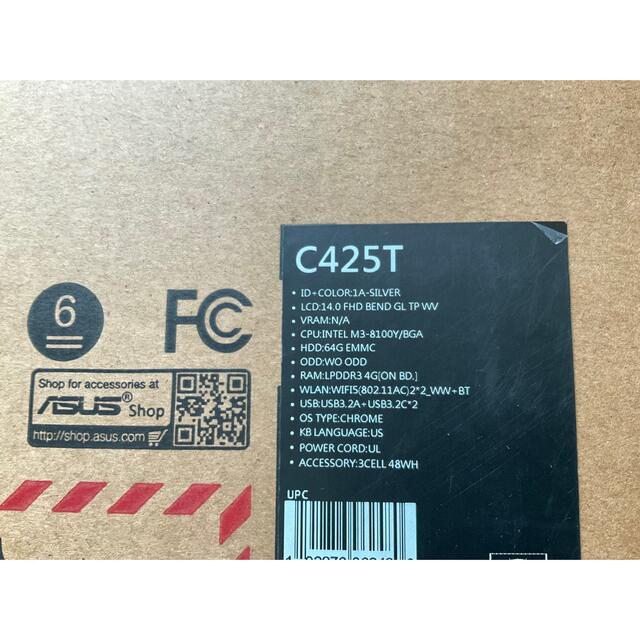 C425T
• ID+COLOR:1A-SILVER
• LCD:14.0 FHD BEND GL TP WV
• VRAM:N/A
• CPU:INTEL M3-8100Y/BGA
• HDD:64G EMMC
• ODD:WO ODD
• RAM:LPDDR3 4G[ON BD.]
• WLAN:WIFI5(802.11AC)2*2_WW+BT
• USB:USB3.2A+USB3.2C*2
• OS TYPE:CHROME
• KB LANGUAGE:US
• POWER CORD:UL
• ACCESSORY:3CELL 48WH
UPC
6
FC
Shop for accessories at
ASUS® Shop
http://shop.asus.com